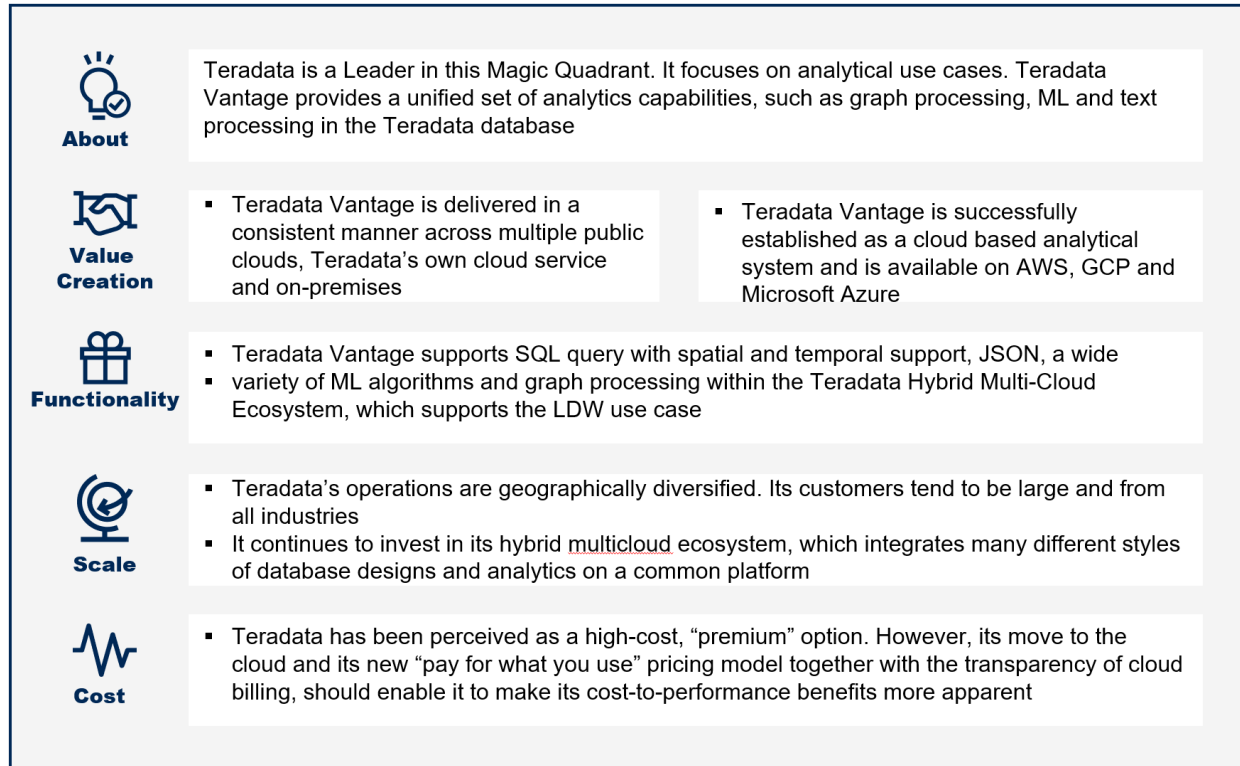 About
Teradata is a Leader in this Magic Quadrant. It focuses on analytical use cases. Teradata
Vantage provides a unified set of analytics capabilities, such as graph processing, ML and text
processing in the Teradata database
Value
Creation
▪ Teradata Vantage is delivered in a
consistent manner across multiple public
clouds, Teradata’s own cloud service
and on-premises
▪ Teradata Vantage is successfully
established as a cloud based analytical
system and is available on AWS, GCP and
Microsoft Azure
Functionality
▪ Teradata Vantage supports SQL query with spatial and temporal support, JSON, a wide
▪ variety of ML algorithms and graph processing within the Teradata Hybrid Multi-Cloud
Ecosystem, which supports the LDW use case
Scale
▪ Teradata’s operations are geographically diversified. Its customers tend to be large and from
all industries
▪ It continues to invest in its hybrid multicloud ecosystem, which integrates many different styles
of database designs and analytics on a common platform
Cost
▪ Teradata has been perceived as a high-cost, “premium” option. However, its move to the
cloud and its new “pay for what you use” pricing model together with the transparency of cloud
billing, should enable it to make its cost-to-performance benefits more apparent